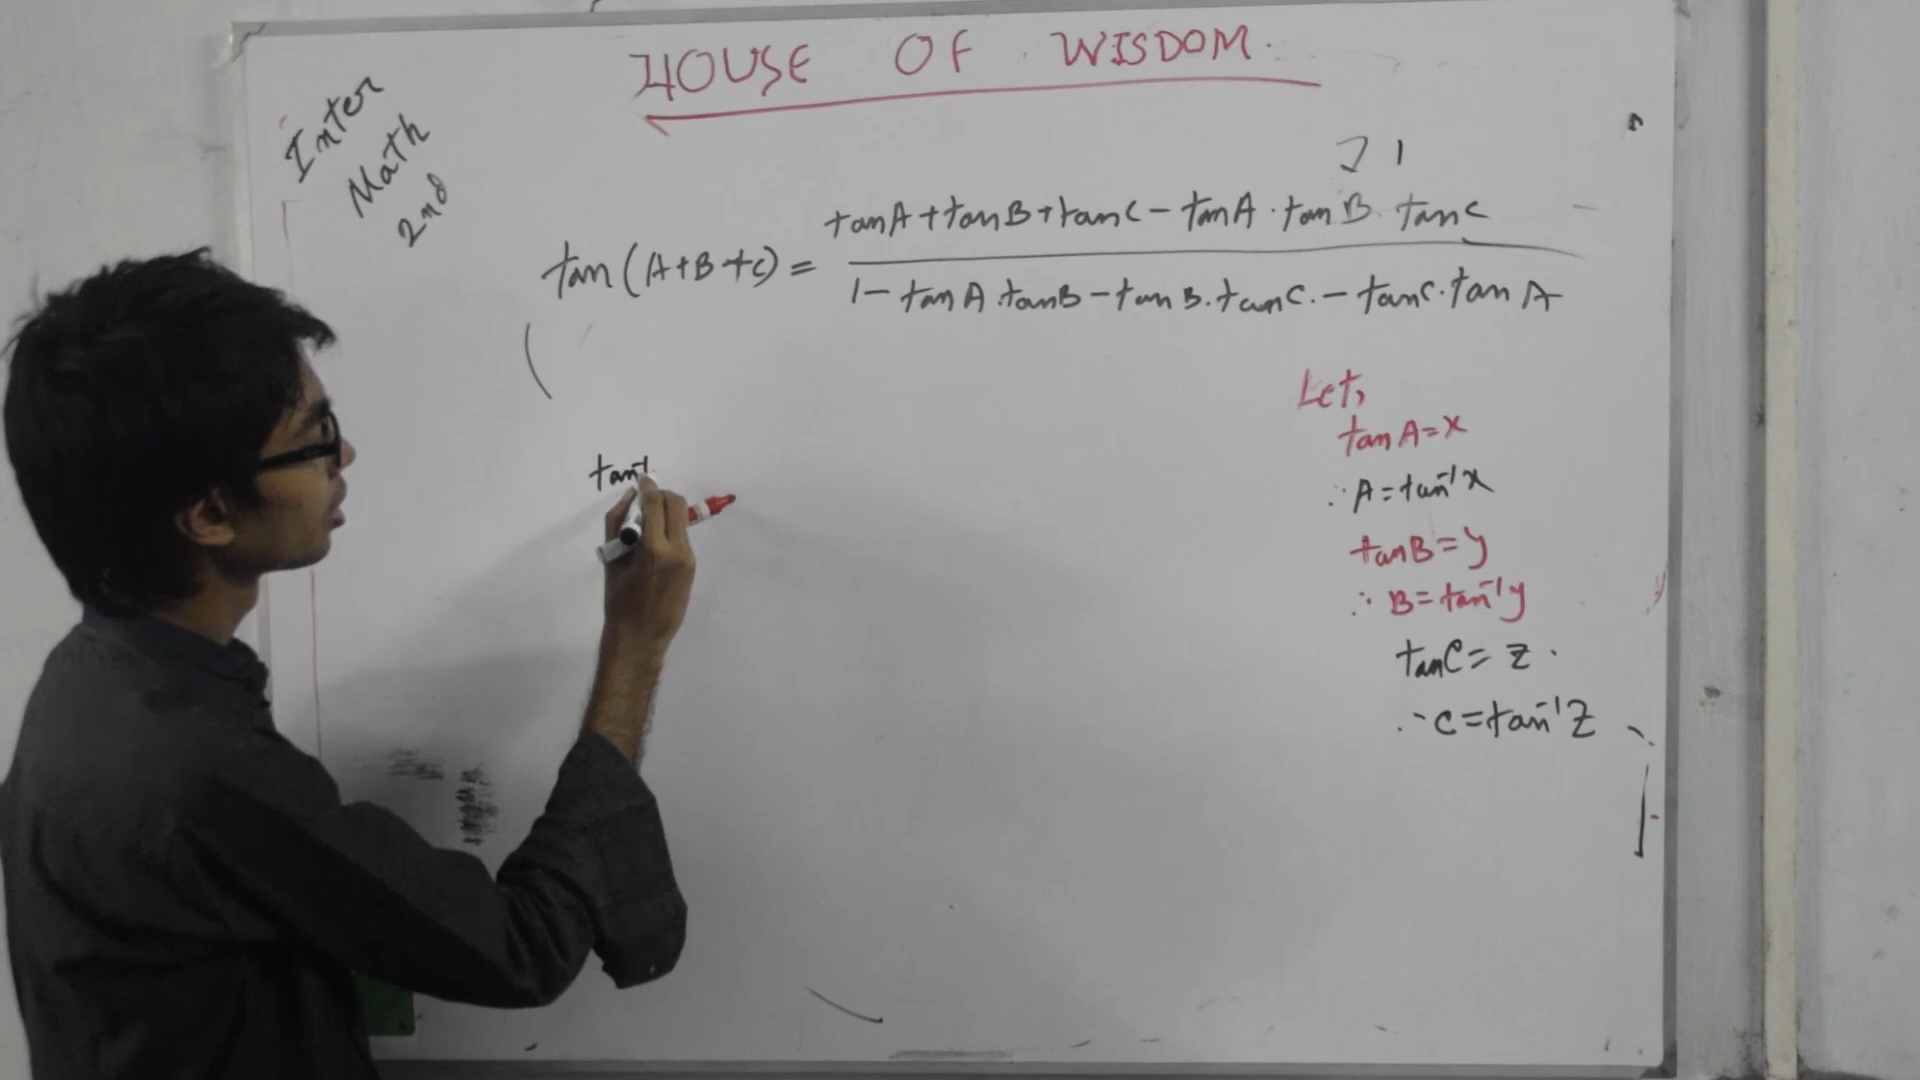 HOUSE OF WISDOM.
Inter
Math
2nd
tan(A+B+C) = tanA+tanB+tanC-tanA.tanB.tanC
1-tanA.tanB-tanB.tanC.-tanC.tanA
Let,
tanA=x
∴A=tan⁻¹x
tanB=y
∴B=tan⁻¹y
tanC=z.
∴C=tan⁻¹z
tan⁻¹